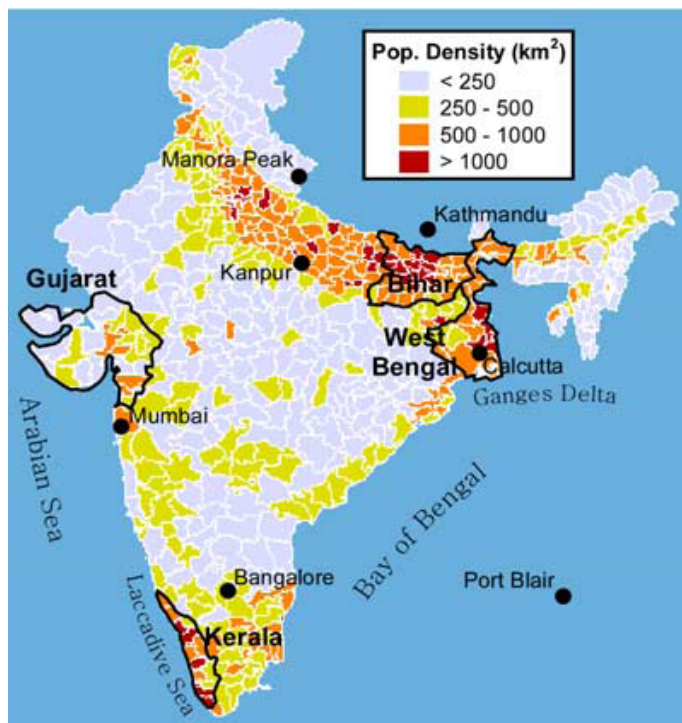 Pop. Density (km²)
< 250
250 - 500
500 - 1000
> 1000
Manora Peak
Kathmandu
Kanpur
Gujarat
Bihar
West
Bengal
Calcutta
Ganges Delta
Mumbai
Arabian Sea
Bay of Bengal
Bangalore
Port Blair
Laccadive Sea
Kerala